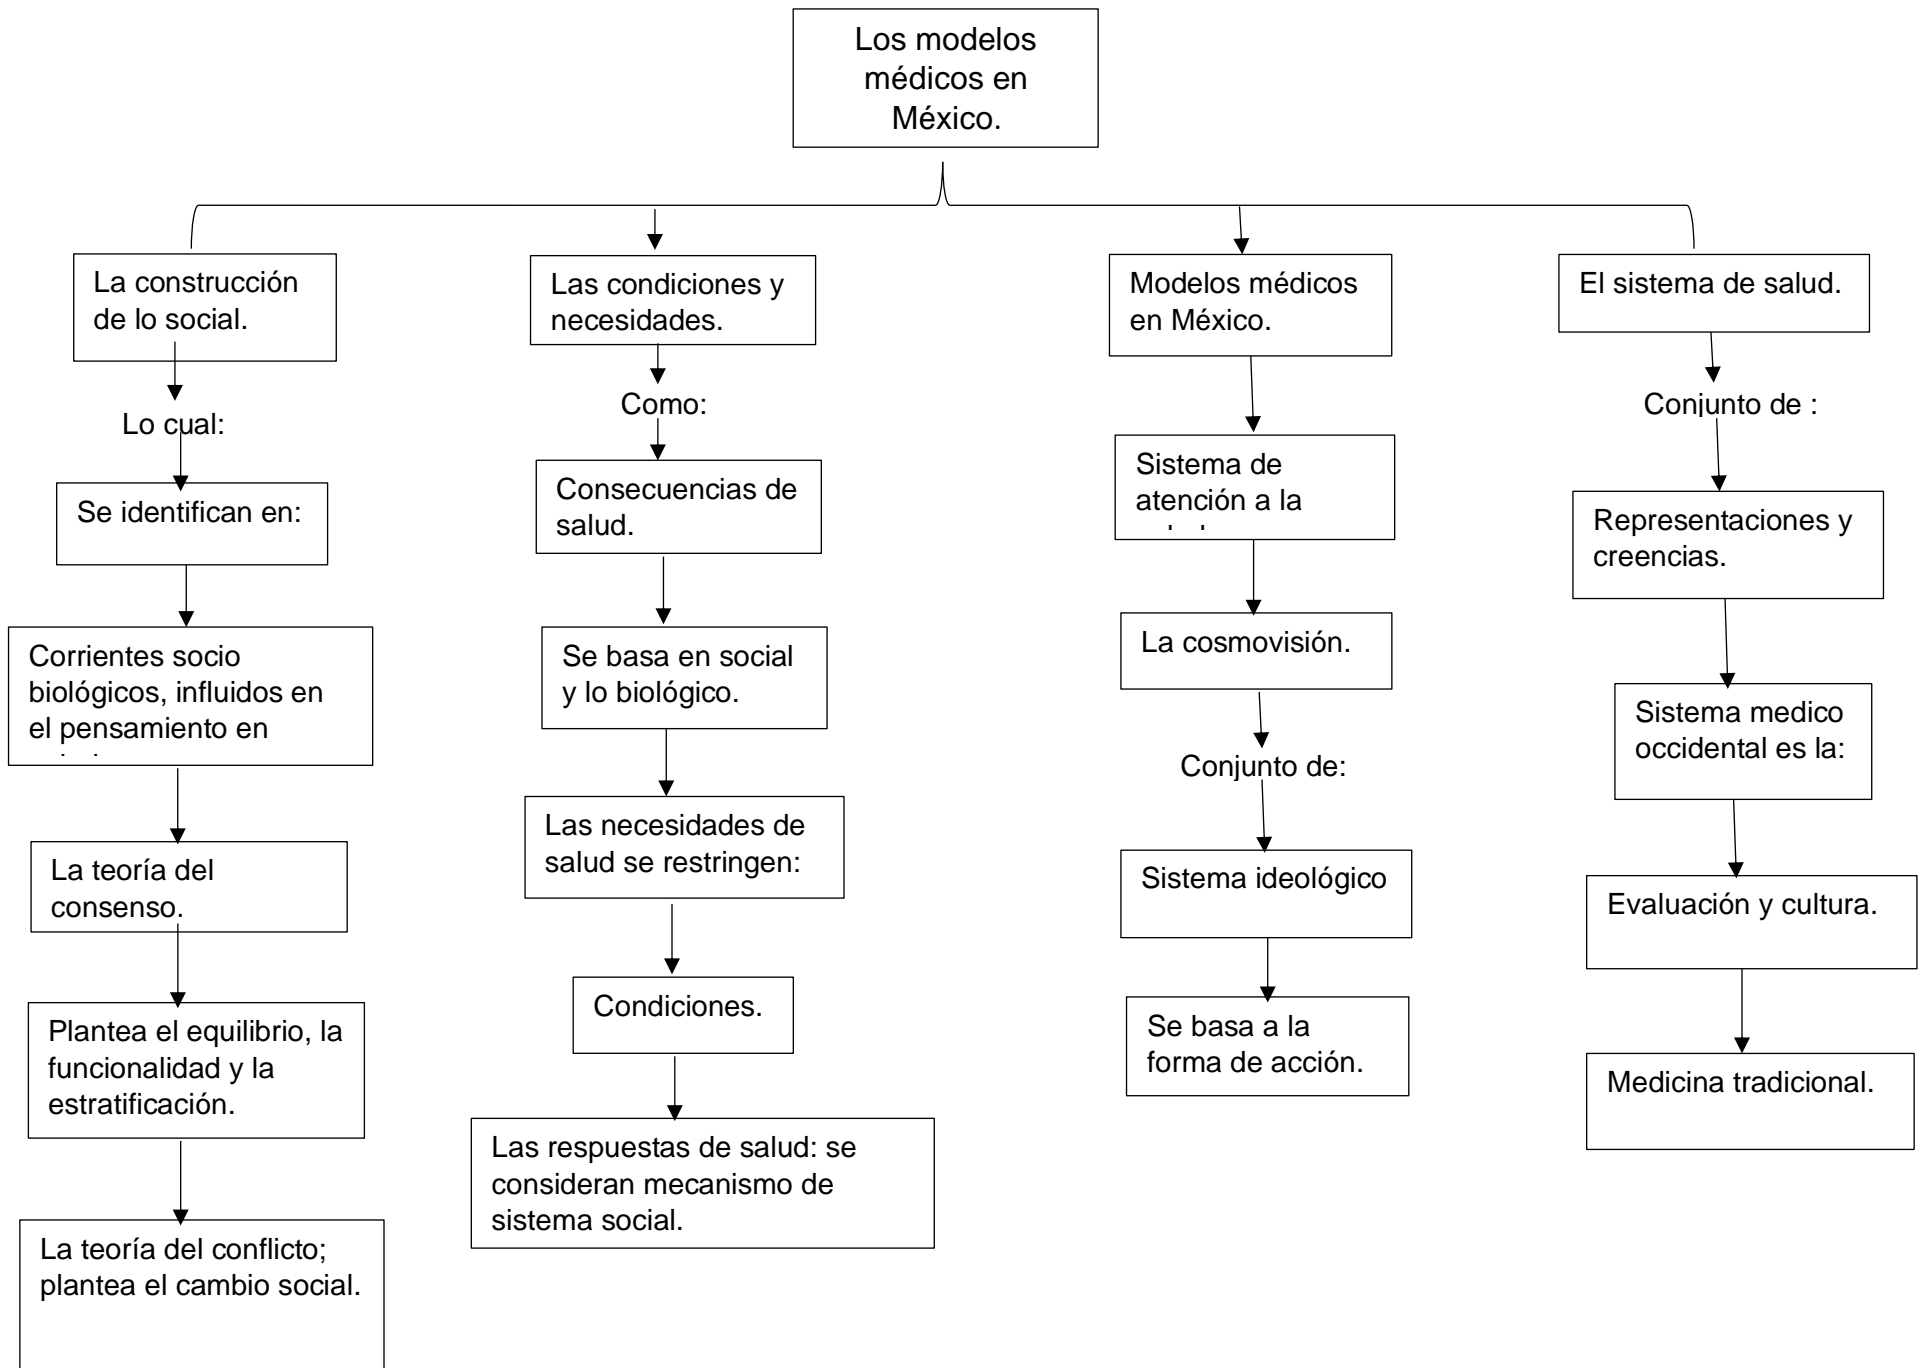 Los modelos
médicos en
México.
La construcción
de lo social.
Lo cual:
Se identifican en:
Corrientes socio
biológicos, influidos en
el pensamiento en
La teoría del
consenso.
Plantea el equilibrio, la
funcionalidad y la
estratificación.
La teoría del conflicto;
plantea el cambio social.
Las condiciones y
necesidades.
Como:
Consecuencias de
salud.
Se basa en social
y lo biológico.
Las necesidades de
salud se restringen:
Condiciones.
Las respuestas de salud: se
consideran mecanismo de
sistema social.
Modelos médicos
en México.
Sistema de
atención a la
La cosmovisión.
Conjunto de:
Sistema ideológico
Se basa a la
forma de acción.
El sistema de salud.
Conjunto de :
Representaciones y
creencias.
Sistema medico
occidental es la:
Evaluación y cultura.
Medicina tradicional.